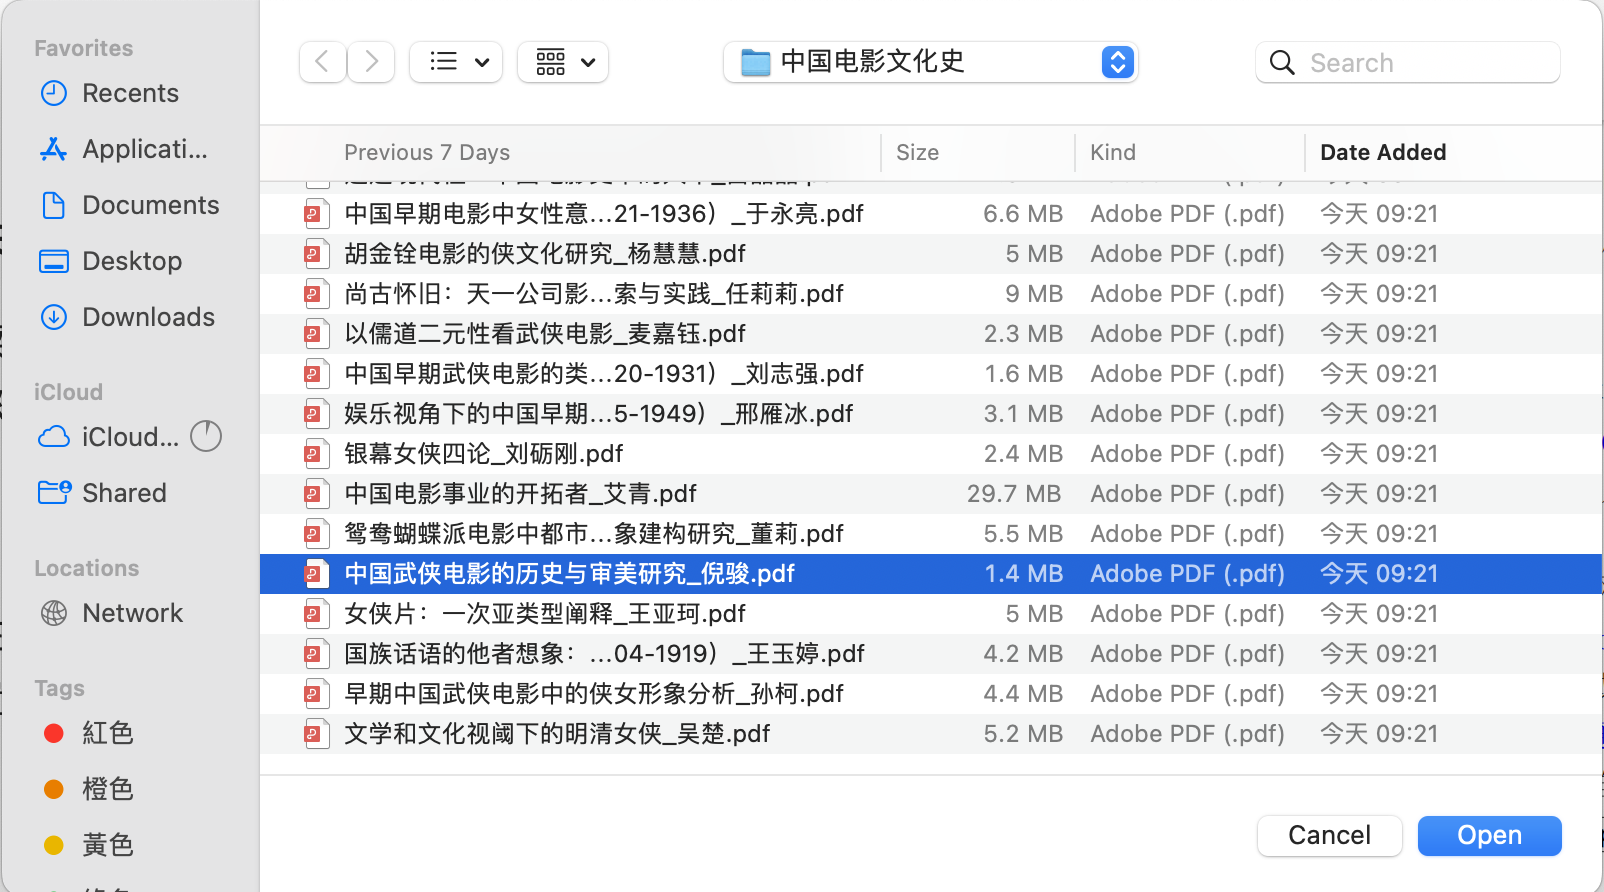 Favorites
Recents
Applicati...
Documents
Desktop
Downloads
iCloud
iCloud...
Shared
Locations
Network
Tags
紅色
橙色
黃色
中国电影文化史
Search
Previous 7 Days Size Kind Date Added
中国早期电影中女性意...21-1936）_于永亮.pdf 6.6 MB Adobe PDF (.pdf) 今天 09:21
胡金铨电影的侠文化研究_杨慧慧.pdf 5 MB Adobe PDF (.pdf) 今天 09:21
尚古怀旧：天一公司影...索与实践_任莉莉.pdf 9 MB Adobe PDF (.pdf) 今天 09:21
以儒道二元性看武侠电影_麦嘉钰.pdf 2.3 MB Adobe PDF (.pdf) 今天 09:21
中国早期武侠电影的类...20-1931）_刘志强.pdf 1.6 MB Adobe PDF (.pdf) 今天 09:21
娱乐视角下的中国早期...5-1949）_邢雁冰.pdf 3.1 MB Adobe PDF (.pdf) 今天 09:21
银幕女侠四论_刘砺刚.pdf 2.4 MB Adobe PDF (.pdf) 今天 09:21
中国电影事业的开拓者_艾青.pdf 29.7 MB Adobe PDF (.pdf) 今天 09:21
鸳鸯蝴蝶派电影中都市...象建构研究_董莉.pdf 5.5 MB Adobe PDF (.pdf) 今天 09:21
中国武侠电影的历史与审美研究_倪骏.pdf 1.4 MB Adobe PDF (.pdf) 今天 09:21
女侠片：一次亚类型阐释_王亚珂.pdf 5 MB Adobe PDF (.pdf) 今天 09:21
国族话语的他者想象：...04-1919）_王玉婷.pdf 4.2 MB Adobe PDF (.pdf) 今天 09:21
早期中国武侠电影中的侠女形象分析_孙柯.pdf 4.4 MB Adobe PDF (.pdf) 今天 09:21
文学和文化视阈下的明清女侠_吴楚.pdf 5.2 MB Adobe PDF (.pdf) 今天 09:21
Cancel
Open